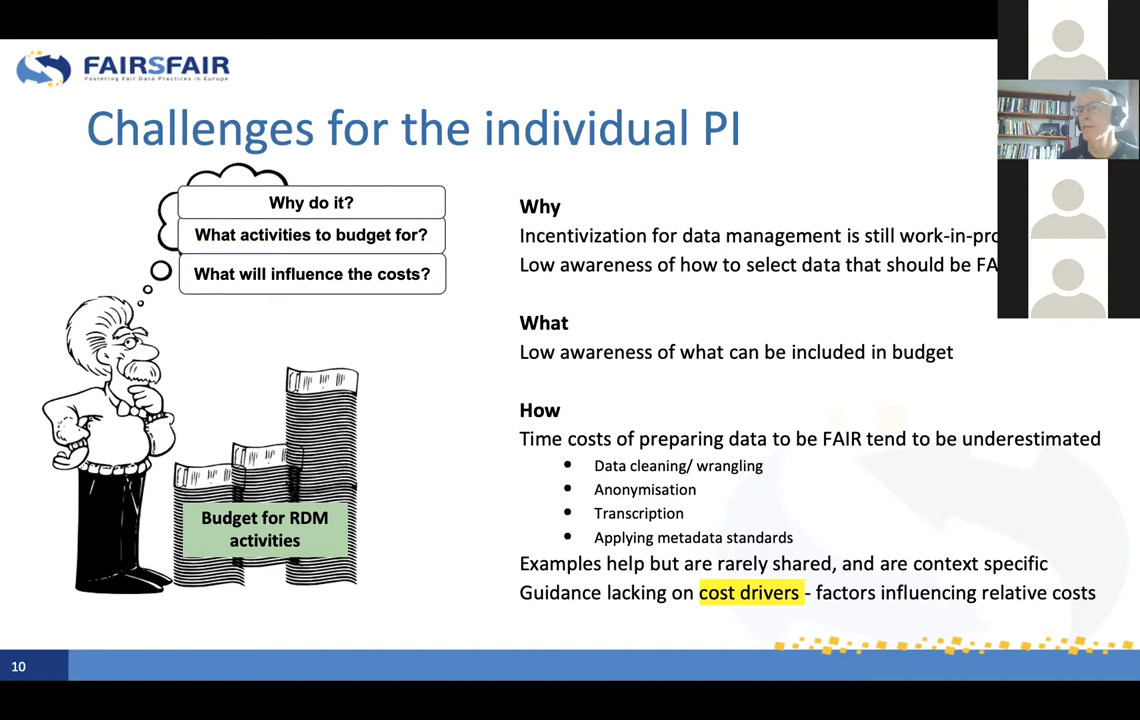 FAIRSFAIR
Fostering Fair Data Practices in Europe
Challenges for the individual PI
Why do it?
What activities to budget for?
What will influence the costs?
Budget for RDM
activities
Why
Incentivization for data management is still work-in-pro
Low awareness of how to select data that should be FA
What
Low awareness of what can be included in budget
How
Time costs of preparing data to be FAIR tend to be underestimated
• Data cleaning/ wrangling
• Anonymisation
• Transcription
• Applying metadata standards
Examples help but are rarely shared, and are context specific
Guidance lacking on cost drivers - factors influencing relative costs
10